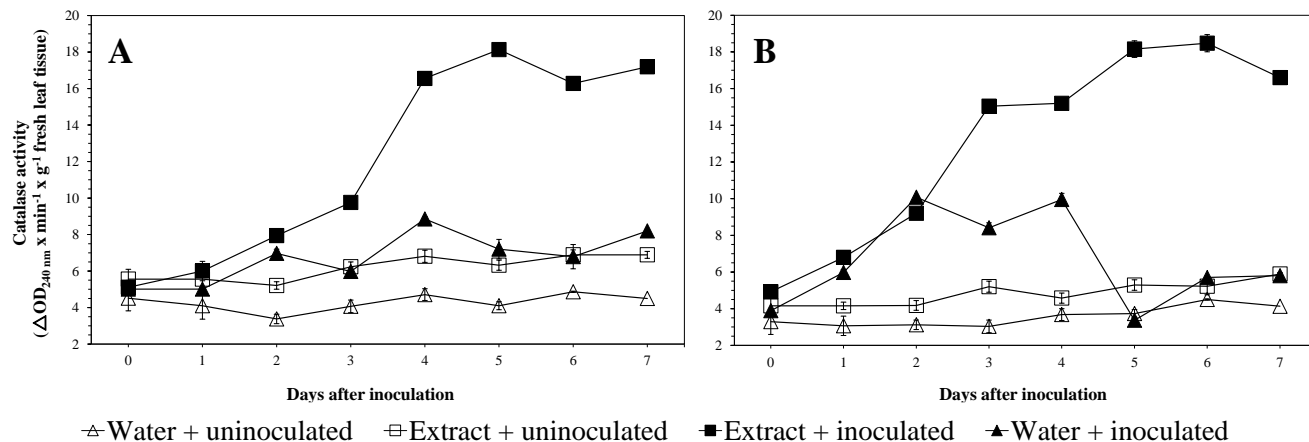 A
B
Catalase activity
(△OD240 nm x min-1 x g-1 fresh leaf tissue)
20
18
16
14
12
10
8
6
4
2
0 1 2 3 4 5 6 7
Days after inoculation
20
18
16
14
12
10
8
6
4
2
0 1 2 3 4 5 6 7
Days after inoculation
Water + uninoculated Extract + uninoculated Extract + inoculated Water + inoculated